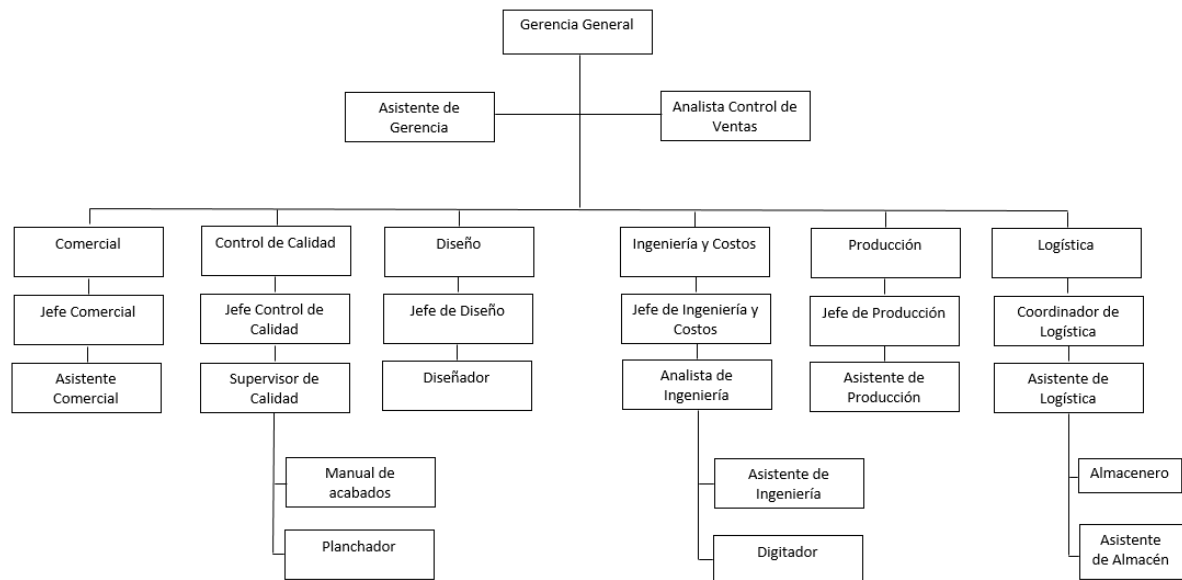 Gerencia General
Asistente de
Gerencia
Analista Control de
Ventas
Comercial
Control de Calidad
Diseño
Ingeniería y Costos
Producción
Logística
Jefe Comercial
Jefe Control de
Calidad
Jefe de Diseño
Jefe de Ingeniería y
Costos
Jefe de Producción
Coordinador de
Logística
Asistente
Comercial
Supervisor de
Calidad
Diseñador
Analista de
Ingeniería
Asistente de
Producción
Asistente de
Logística
Manual de
acabados
Asistente de
Ingeniería
Almacenero
Planchador
Digitador
Asistente
de Almacén